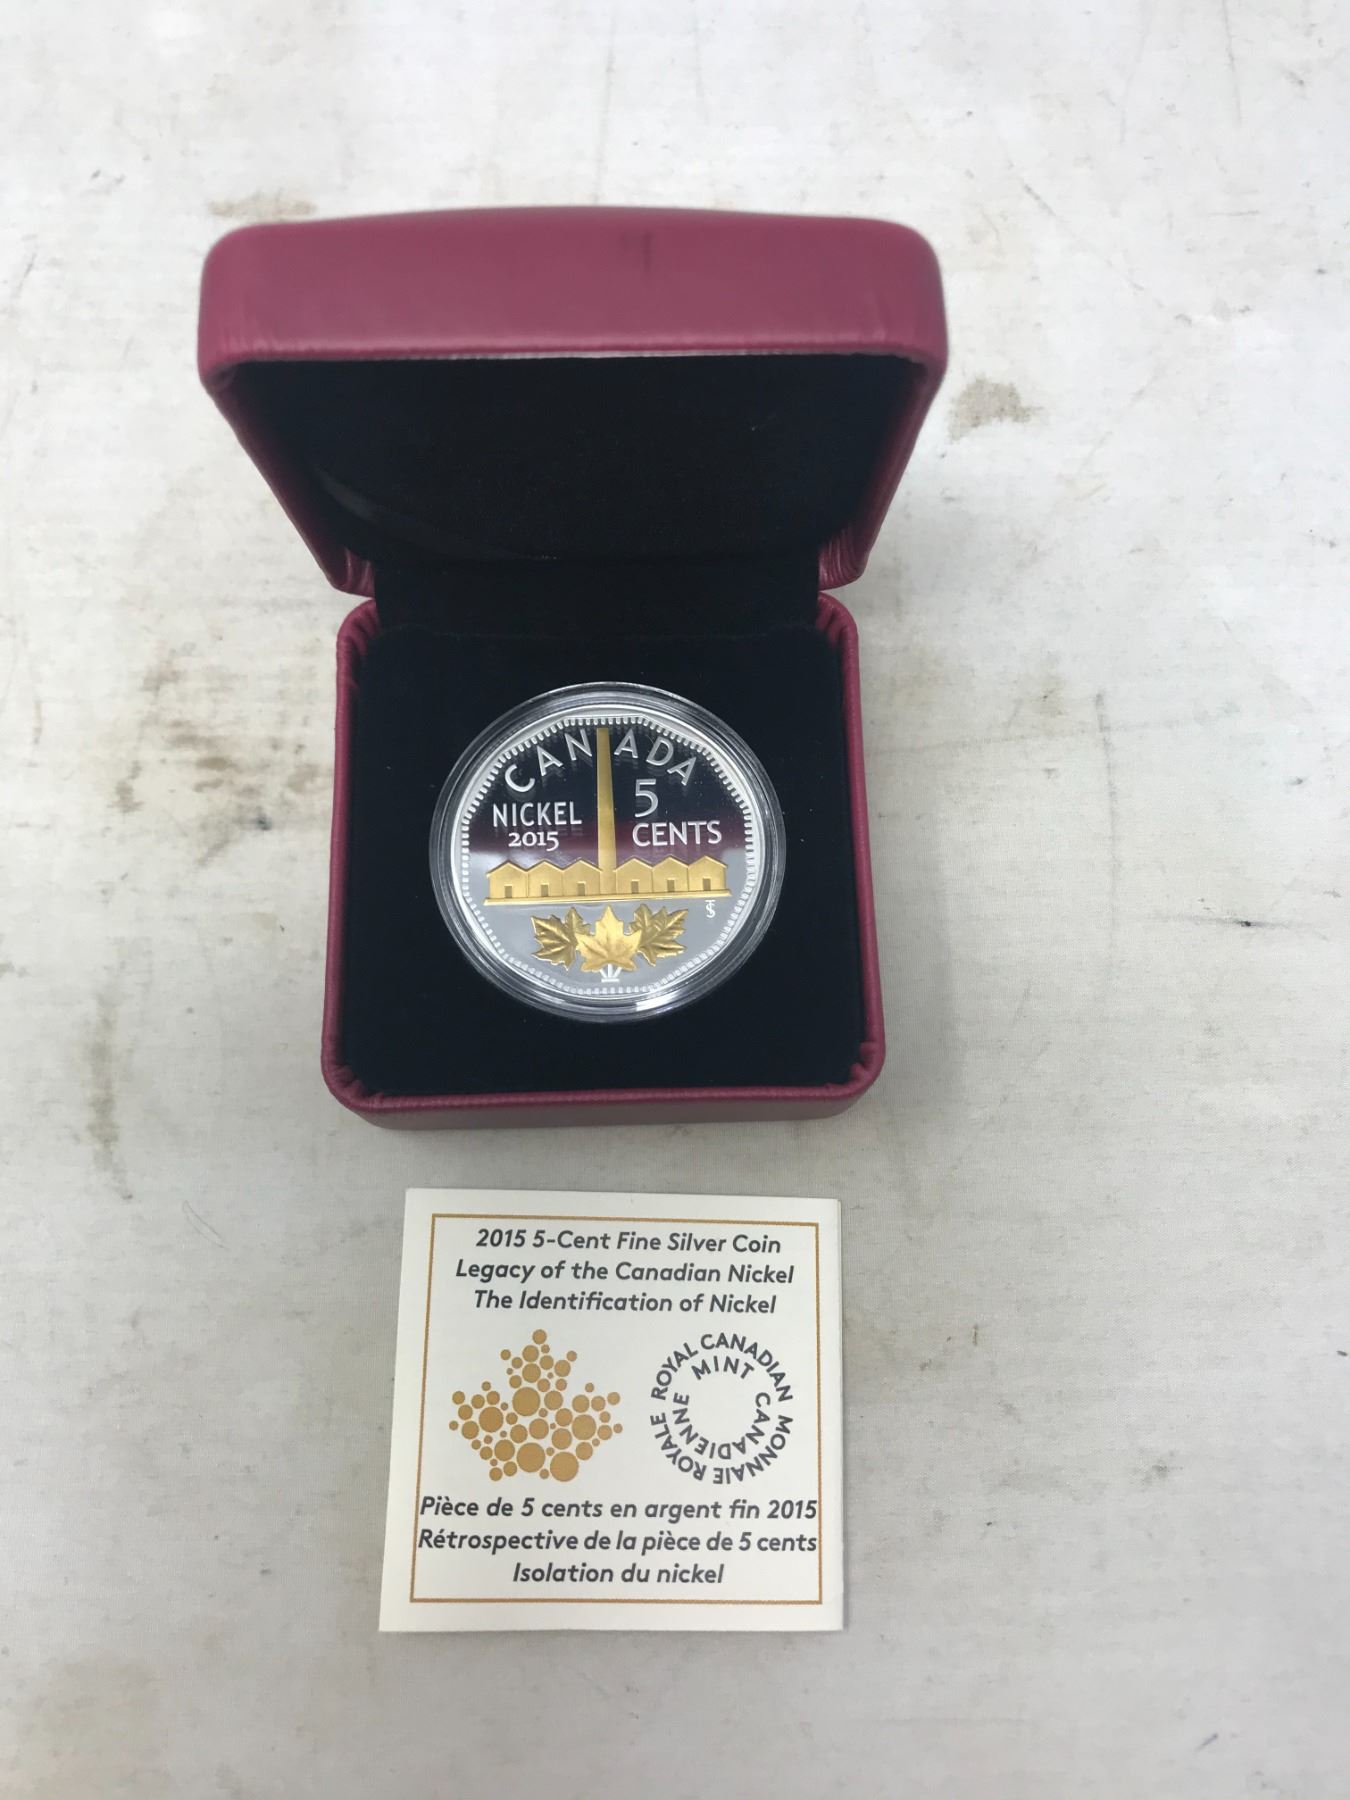 CANADA
NICKEL
2015
5
CENTS
2015 5-Cent Fine Silver Coin
Legacy of the Canadian Nickel
The Identification of Nickel
ROYAL CANADIAN MINT
MONNAIE ROYALE CANADIENNE
Pièce de 5 cents en argent fin 2015
Rétrospective de la pièce de 5 cents
Isolation du nickel